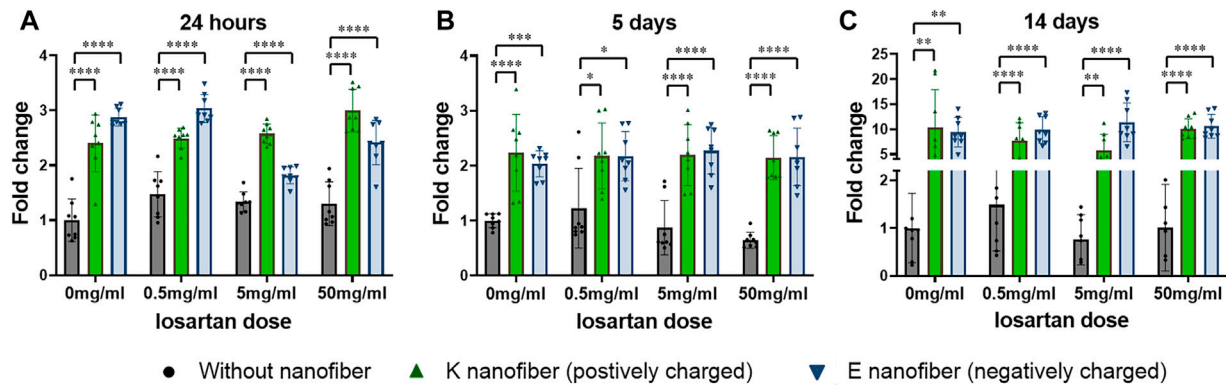 A 24 hours
B 5 days
C 14 days
Fold change
4
3
2
1
0
**** **** **** **** **** **** **** ****
0mg/ml 0.5mg/ml 5mg/ml 50mg/ml
losartan dose
Fold change
4
3
2
1
0
*** **** * * **** **** **** ****
0mg/ml 0.5mg/ml 5mg/ml 50mg/ml
losartan dose
Fold change
25
20
15
10
5
2
1
0
** ** **** **** **** ** **** ****
0mg/ml 0.5mg/ml 5mg/ml 50mg/ml
losartan dose
Without nanofiber
K nanofiber (postively charged)
E nanofiber (negatively charged)